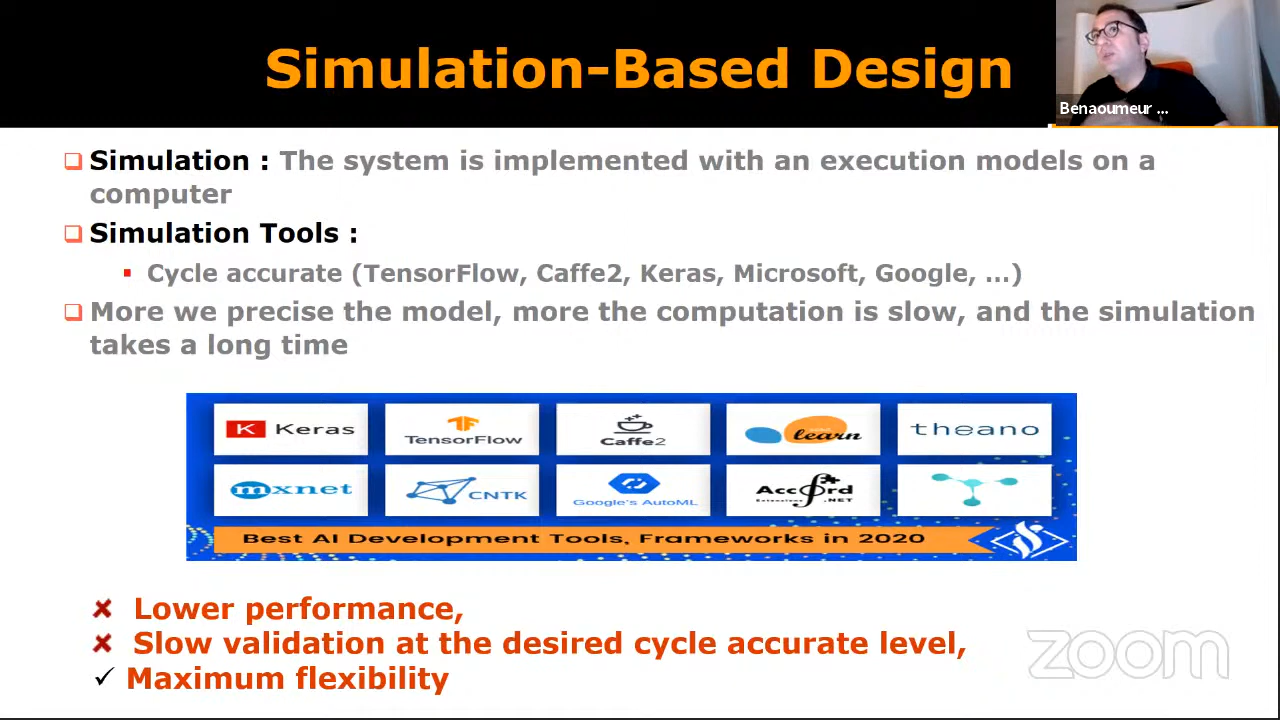 Simulation-Based Design
Benaoumeur ...
Simulation : The system is implemented with an execution models on a
computer
Simulation Tools :
Cycle accurate (TensorFlow, Caffe2, Keras, Microsoft, Google, ...)
More we precise the model, more the computation is slow, and the simulation
takes a long time
K Keras
TensorFlow
Caffe2
learn
theano
mxnet
CNTK
Google's AutoML
Accord
Extensions .NET
Best AI Development Tools, Frameworks in 2020
Lower performance,
Slow validation at the desired cycle accurate level,
Maximum flexibility
zoom